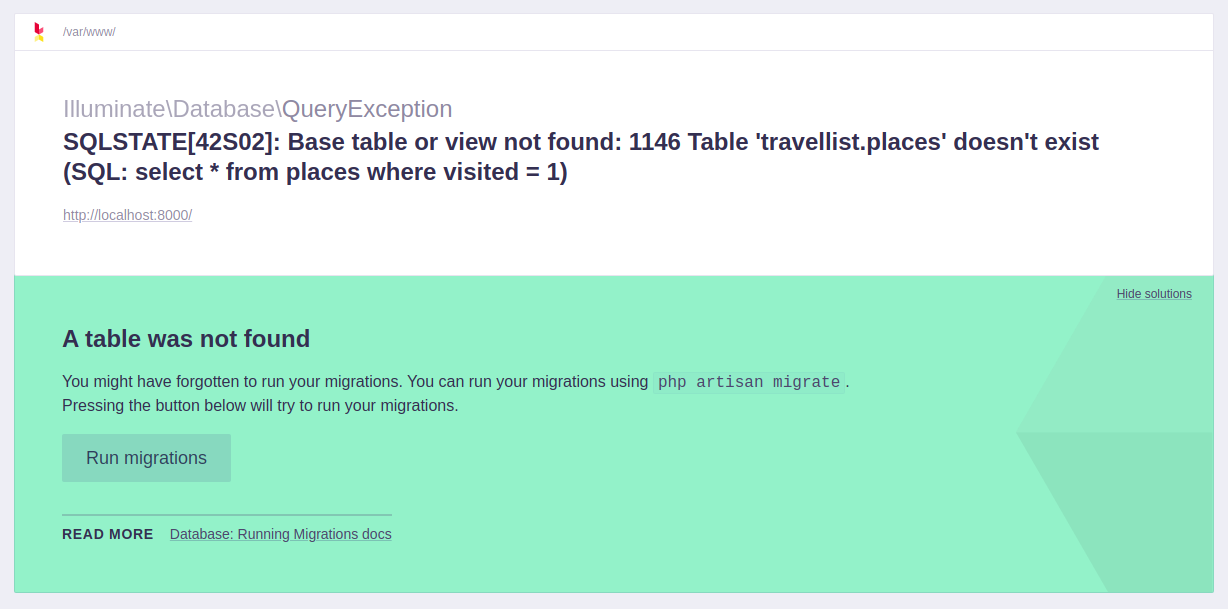 /var/www/
Illuminate\Database\QueryException
SQLSTATE[42S02]: Base table or view not found: 1146 Table 'travellist.places' doesn't exist
(SQL: select * from places where visited = 1)
http://localhost:8000/
Hide solutions
A table was not found
You might have forgotten to run your migrations. You can run your migrations using php artisan migrate.
Pressing the button below will try to run your migrations.
Run migrations
READ MORE Database: Running Migrations docs